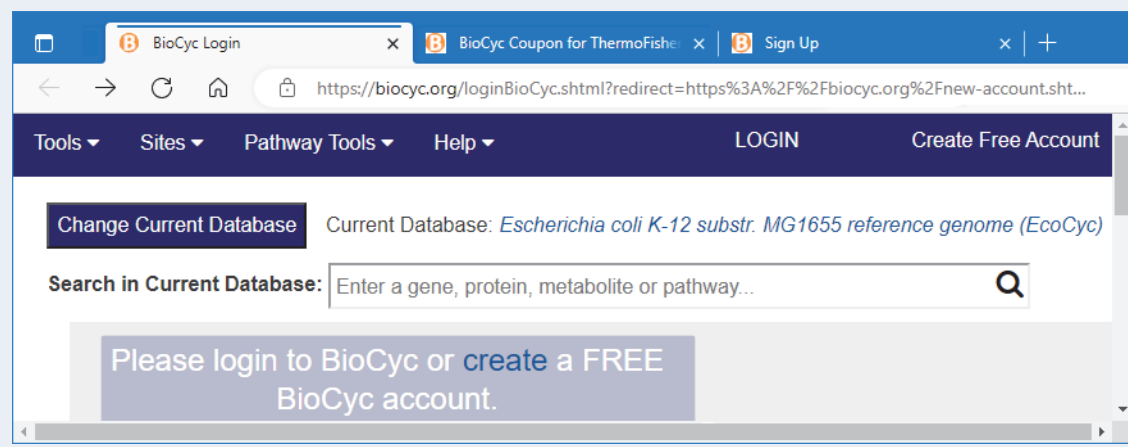 BioCyc Login
BioCyc Coupon for ThermoFisher
Sign Up
https://biocyc.org/loginBioCyc.shtml?redirect=https%3A%2F%2Fbiocyc.org%2Fnew-account.sht...
Tools Sites Pathway Tools Help LOGIN Create Free Account
Change Current Database Current Database: Escherichia coli K-12 substr. MG1655 reference genome (EcoCyc)
Search in Current Database: Enter a gene, protein, metabolite or pathway...
Please login to BioCyc or create a FREE
BioCyc account.